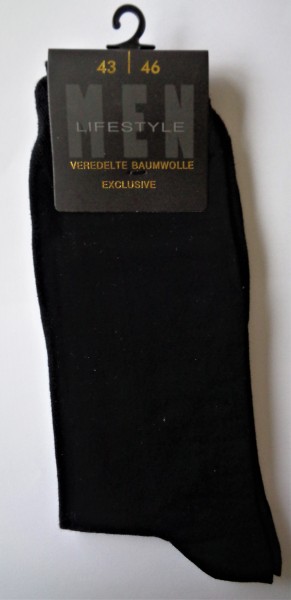 43 | 46
MEN
LIFESTYLE
VEREDELTE BAUMWOLLE
EXCLUSIVE